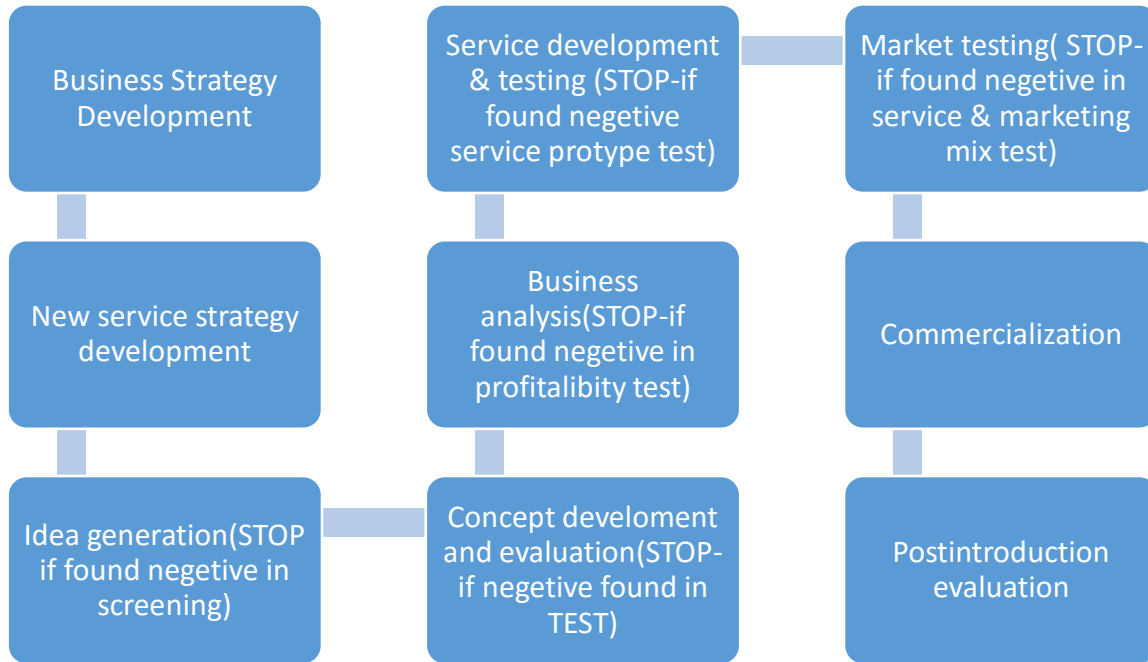 Business Strategy
Development
New service strategy
development
Idea generation(STOP
if found negetive in
screening)
Concept develoment
and evaluation(STOP-
if negetive found in
TEST)
Business
analysis(STOP-if
found negetive in
profitalibity test)
Service development
& testing (STOP-if
found negetive
service protype test)
Market testing( STOP-
if found negetive in
service & marketing
mix test)
Commercialization
Postintroduction
evaluation